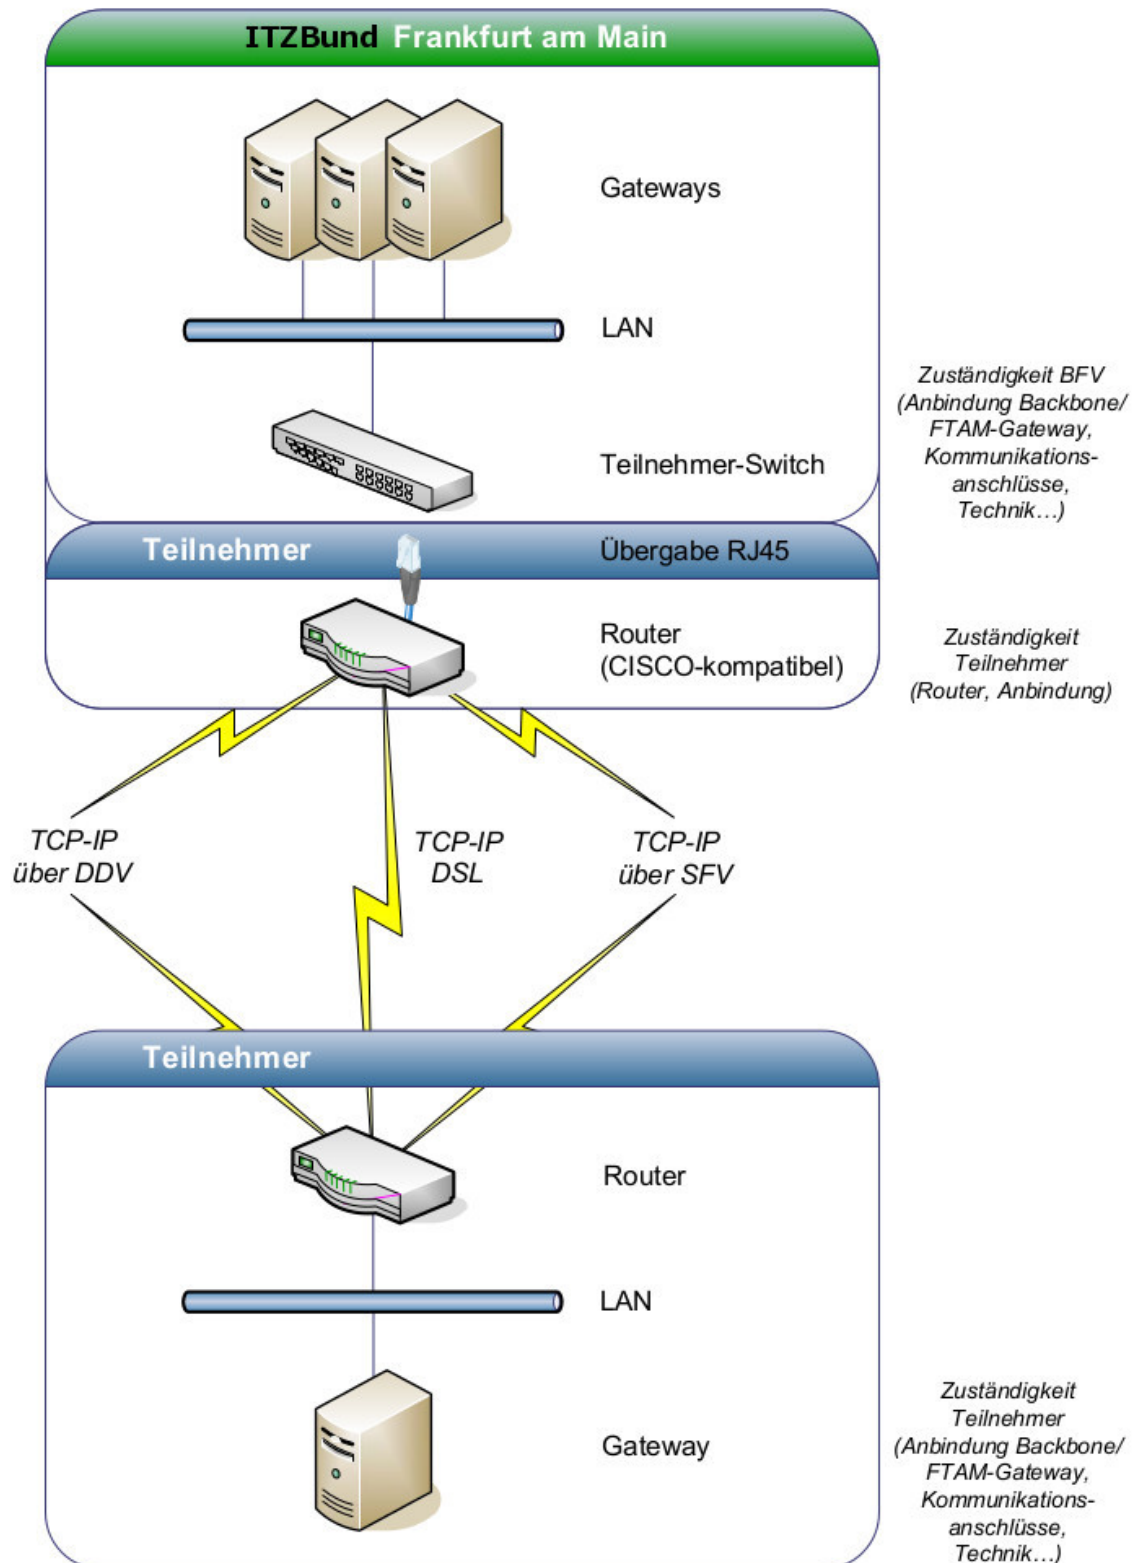 ITZBund Frankfurt am Main
Gateways
LAN
Zuständigkeit BFV
(Anbindung Backbone/
FTAM-Gateway,
Kommunikations-
anschlüsse,
Technik…)
Teilnehmer-Switch
Teilnehmer
Übergabe RJ45
Router
(CISCO-kompatibel)
Zuständigkeit
Teilnehmer
(Router, Anbindung)
TCP-IP
über DDV
TCP-IP
DSL
TCP-IP
über SFV
Teilnehmer
Router
LAN
Gateway
Zuständigkeit
Teilnehmer
(Anbindung Backbone/
FTAM-Gateway,
Kommunikations-
anschlüsse,
Technik…)